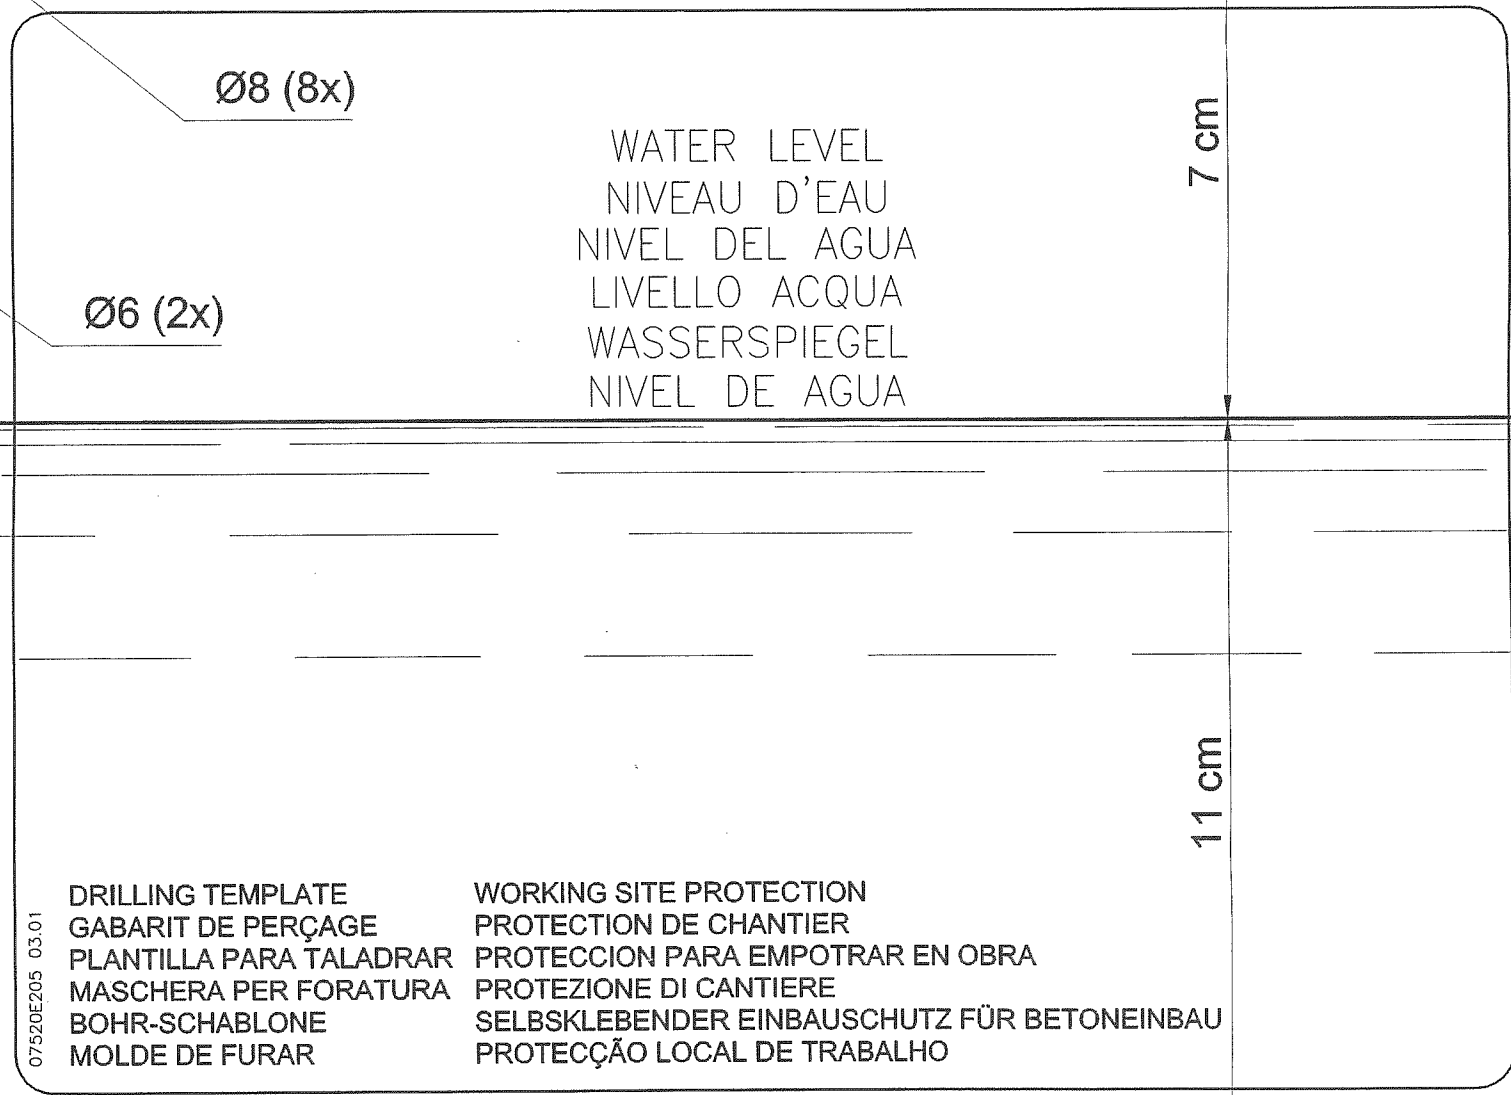 Ø8 (8x)
7 cm
WATER LEVEL
NIVEAU D'EAU
NIVEL DEL AGUA
LIVELLO ACQUA
WASSERSPIEGEL
NIVEL DE AGUA
Ø6 (2x)
11 cm
DRILLING TEMPLATE
GABARIT DE PERÇAGE
PLANTILLA PARA TALADRAR
MASCHERA PER FORATURA
BOHR-SCHABLONE
MOLDE DE FURAR
WORKING SITE PROTECTION
PROTECTION DE CHANTIER
PROTECCION PARA EMPOTRAR EN OBRA
PROTEZIONE DI CANTIERE
SELBSKLEBENDER EINBAUSCHUTZ FÜR BETONEINBAU
PROTECÇÃO LOCAL DE TRABALHO
07520E205 03.01